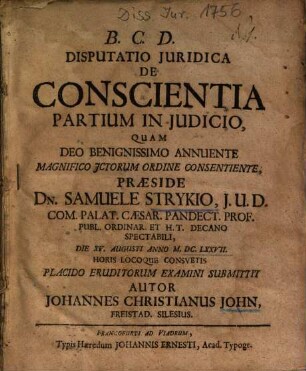 Diss Jur. 1756
B. C. D.
DISPUTATIO JURIDICA
DE
CONSCIENTIA
PARTIUM IN JUDICIO,
QUAM
DEO BENIGNISSIMO ANNUENTE
MAGNIFICO JCTORUM ORDINE CONSENTIENTE,
PRÆSIDE
DN. SAMUELE STRYKIO, J. U. D.
COM. PALAT. CÆSAR. PANDECT. PROF.
PUBL. ORDINAR. ET H. T. DECANO
SPECTABILI,
DIE XV. AUGUSTI ANNO M. DC. LXXVII.
HORIS LOCOQUE CONSVETIS
PLACIDO ERUDITORUM EXAMINI SUBMITTIT
AUTOR
JOHANNES CHRISTIANUS JOHN,
FREISTAD. SILESIUS.
FRANCOFURTI AD VIADRUM,
Typis Hæredum JOHANNIS ERNESTI, Acad. Typogr.